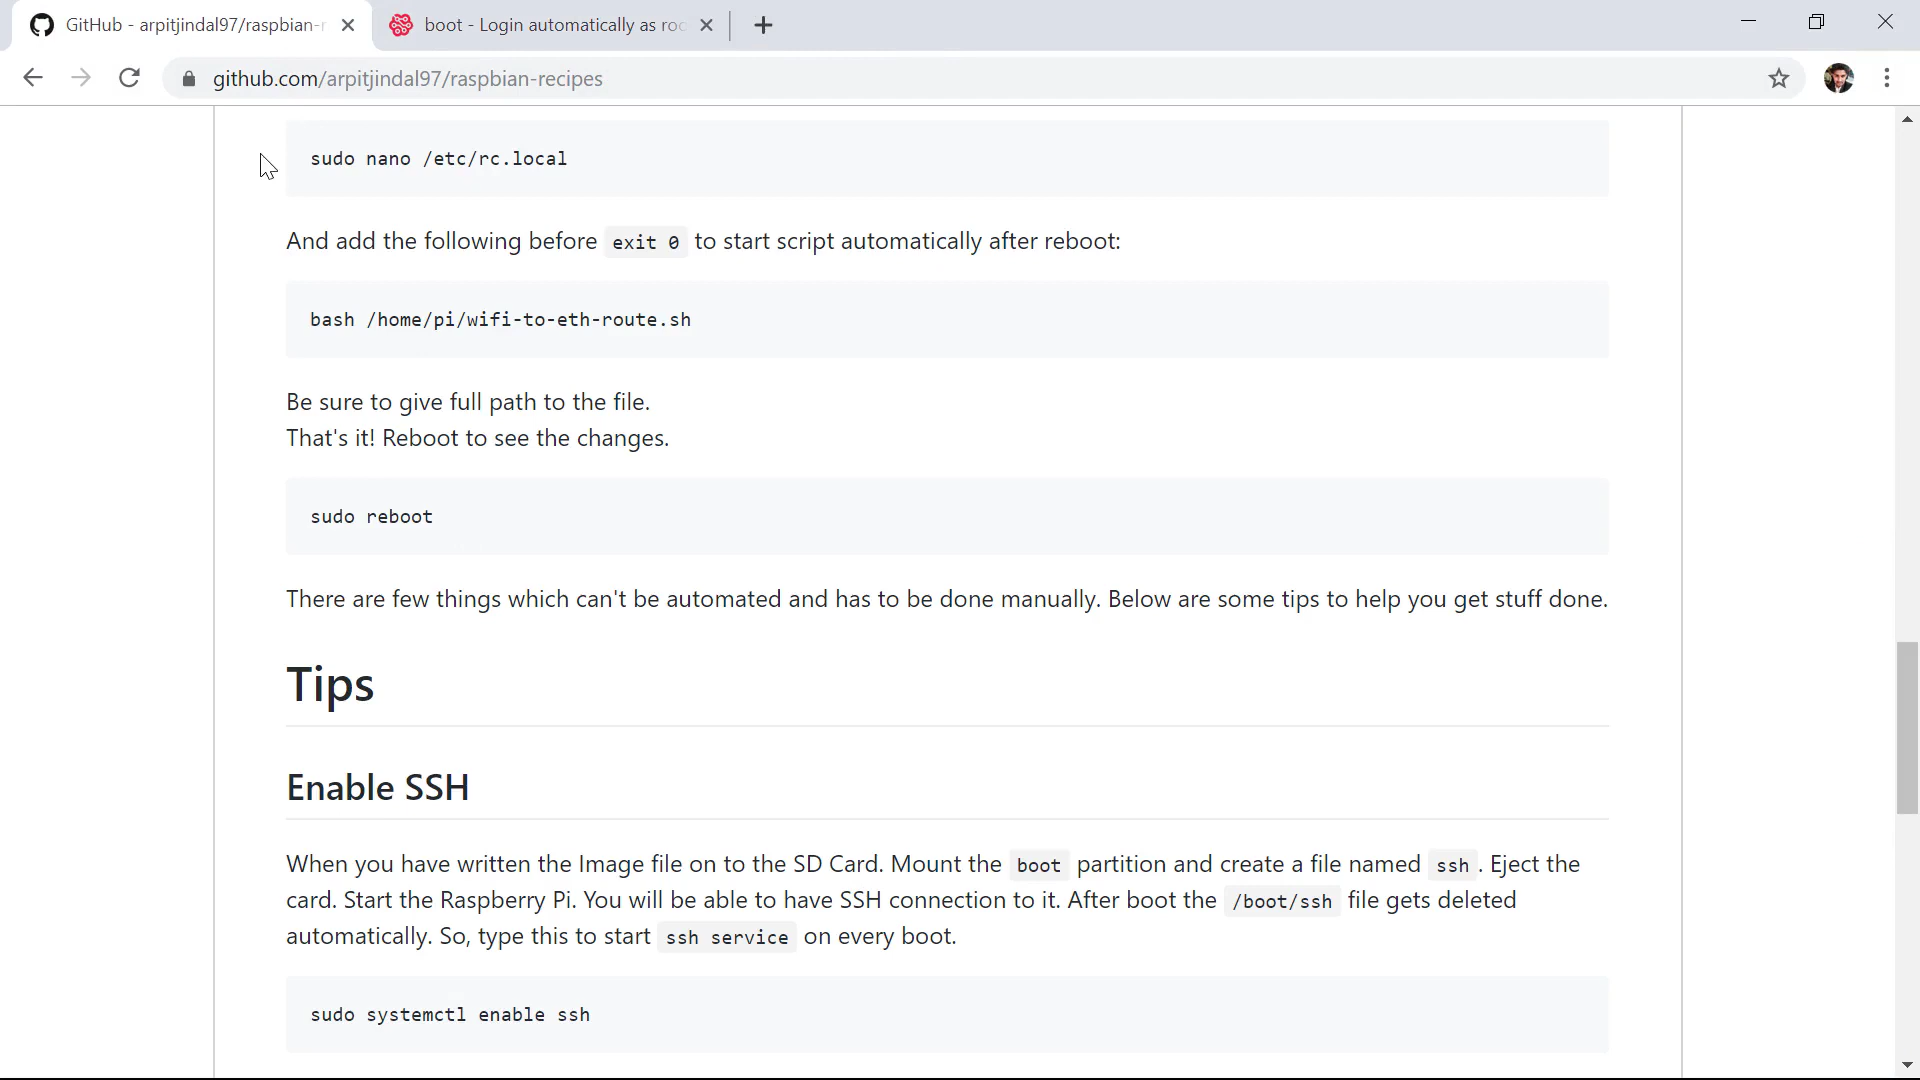 GitHub - arpitjindal97/raspbian-r
boot - Login automatically as roo
github.com/arpitjindal97/raspbian-recipes
sudo nano /etc/rc.local
And add the following before exit 0 to start script automatically after reboot:
bash /home/pi/wifi-to-eth-route.sh
Be sure to give full path to the file.
That's it! Reboot to see the changes.
sudo reboot
There are few things which can't be automated and has to be done manually. Below are some tips to help you get stuff done.
Tips
Enable SSH
When you have written the Image file on to the SD Card. Mount the boot partition and create a file named ssh. Eject the
card. Start the Raspberry Pi. You will be able to have SSH connection to it. After boot the /boot/ssh file gets deleted
automatically. So, type this to start ssh service on every boot.
sudo systemctl enable ssh